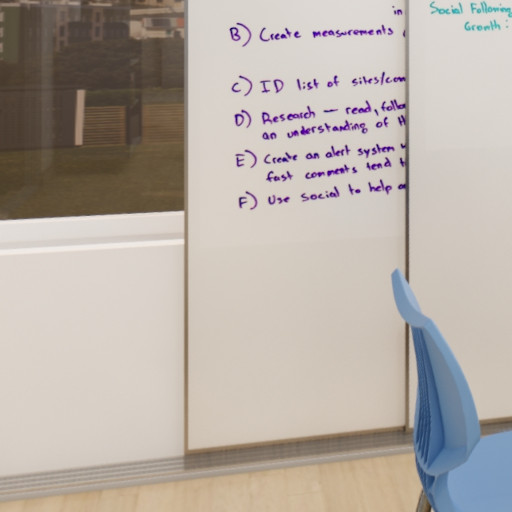 in
B) Create measurements
C) ID list of sites/com
D) Research — read, follo
an understanding of th
E) Create an alert system w
fast comments tend t
F) Use Social to help
Social Following
Growth: